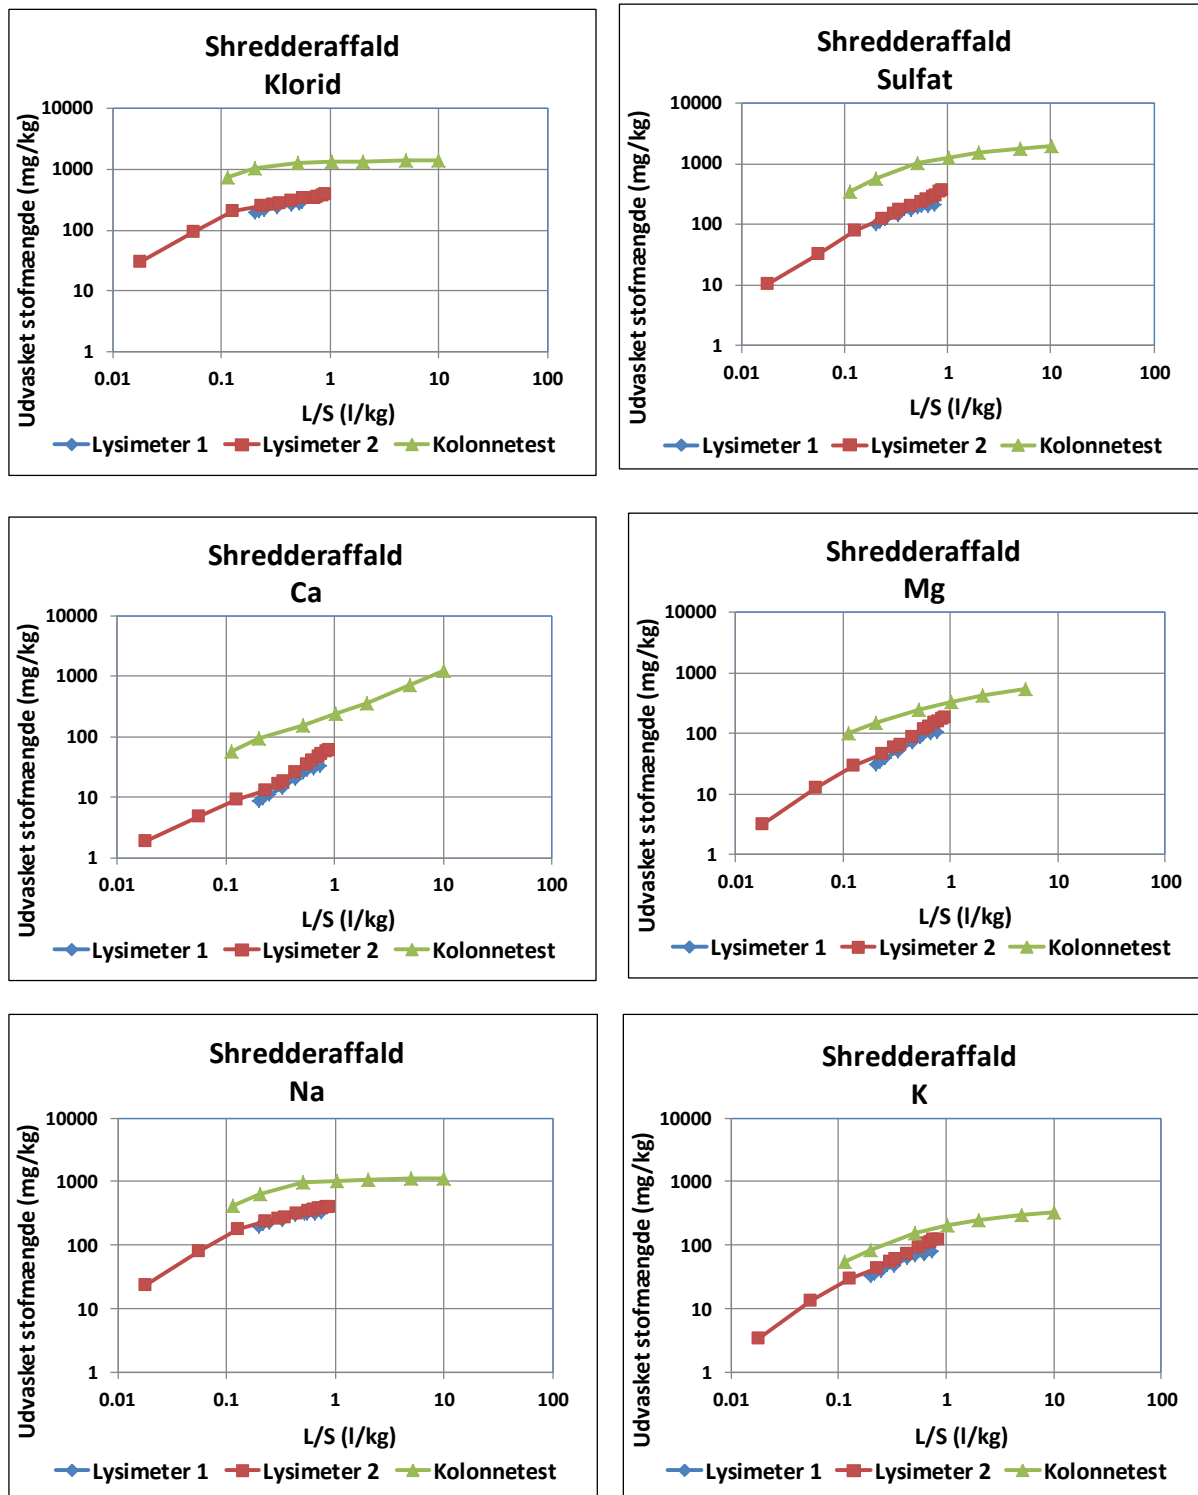 Shredderaffald
Klorid
Udvasket stofmængde (mg/kg)
10000
1000
100
10
1
0.01 0.1 1 10 100
L/S (l/kg)
Lysimeter 1 Lysimeter 2 Kolonnetest
Shredderaffald
Sulfat
Udvasket stofmængde (mg/kg)
10000
1000
100
10
1
0.01 0.1 1 10 100
L/S (l/kg)
Lysimeter 1 Lysimeter 2 Kolonnetest
Shredderaffald
Ca
Udvasket stofmængde (mg/kg)
10000
1000
100
10
1
0.01 0.1 1 10 100
L/S (l/kg)
Lysimeter 1 Lysimeter 2 Kolonnetest
Shredderaffald
Mg
Udvasket stofmængde (mg/kg)
10000
1000
100
10
1
0.01 0.1 1 10 100
L/S (l/kg)
Lysimeter 1 Lysimeter 2 Kolonnetest
Shredderaffald
Na
Udvasket stofmængde (mg/kg)
10000
1000
100
10
1
0.01 0.1 1 10 100
L/S (l/kg)
Lysimeter 1 Lysimeter 2 Kolonnetest
Shredderaffald
K
Udvasket stofmængde (mg/kg)
10000
1000
100
10
1
0.01 0.1 1 10 100
L/S (l/kg)
Lysimeter 1 Lysimeter 2 Kolonnetest